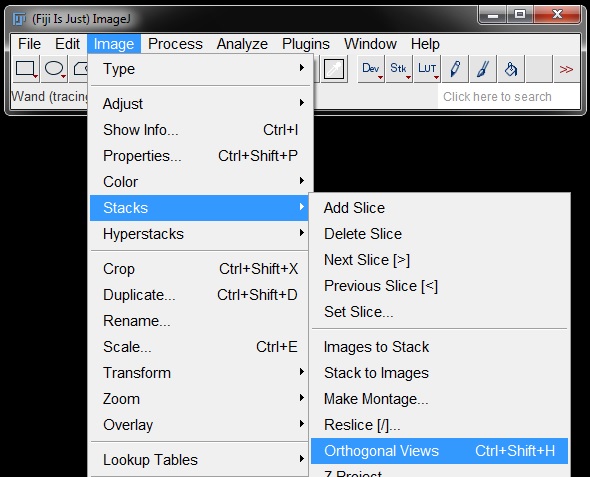 (Fiji Is Just) ImageJ
File Edit Image Process Analyze Plugins Window Help
Dev Stk LUT >>
Wand (tracing
Click here to search
Type
Adjust
Show Info... Ctrl+I
Properties... Ctrl+Shift+P
Color
Stacks
Hyperstacks
Crop Ctrl+Shift+X
Duplicate... Ctrl+Shift+D
Rename...
Scale... Ctrl+E
Transform
Zoom
Overlay
Lookup Tables
Add Slice
Delete Slice
Next Slice [>]
Previous Slice [<]
Set Slice...
Images to Stack
Stack to Images
Make Montage...
Reslice [/]...
Orthogonal Views Ctrl+Shift+H
Z Project